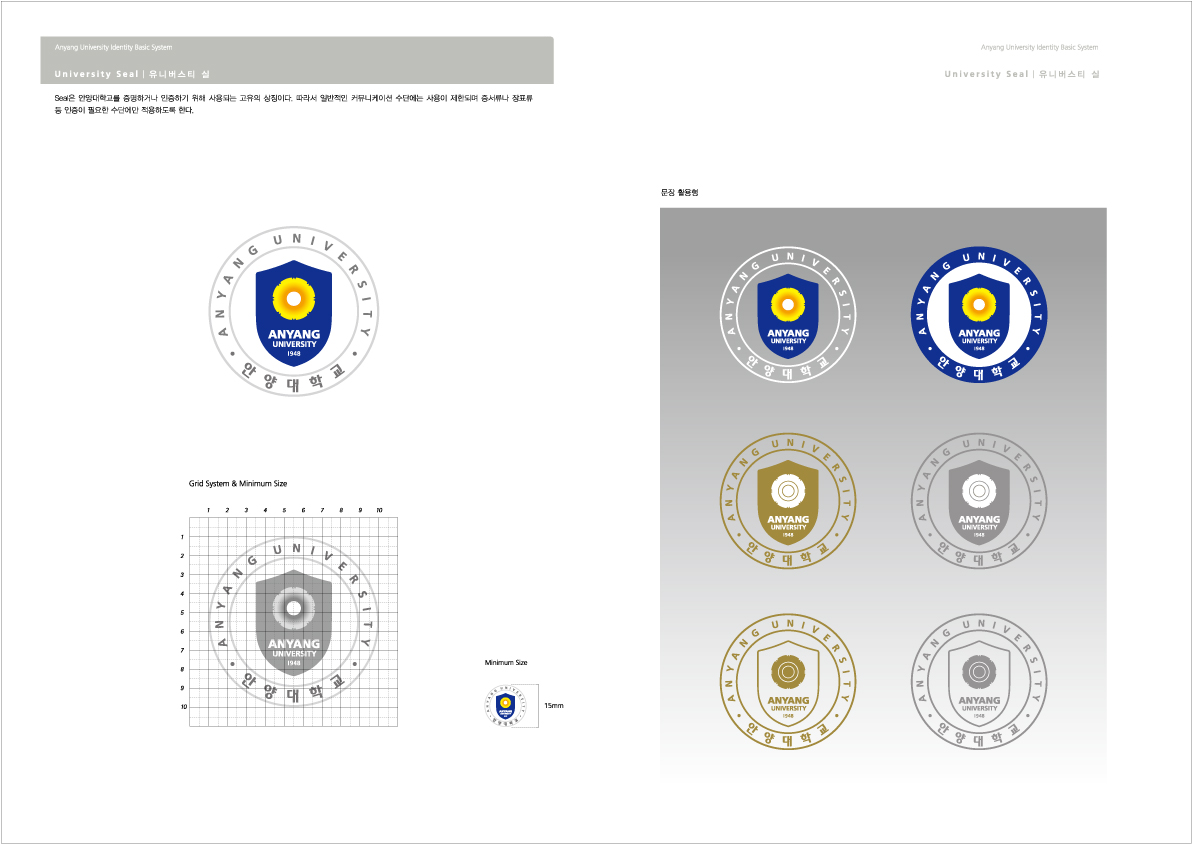 Anyang University Identity Basic System
University Seal | 유니버스티 실
Seal은 안양대학교를 증명하거나 인증하기 위해 사용되는 고유의 상징이다. 따라서 일반적인 커뮤니케이션 수단에는 사용이 제한되며 증서류나 장표류
등 인증이 필요한 수단에만 적용하도록 한다.
ANYANG UNIVERSITY
ANYANG
UNIVERSITY
1948
안양대학교
Grid System & Minimum Size
1 2 3 4 5 6 7 8 9 10
1
2
3
4
5
6
7
8
9
10
ANYANG UNIVERSITY
ANYANG
UNIVERSITY
1948
안양대학교
Minimum Size
15mm
Anyang University Identity Basic System
University Seal | 유니버스티 실
문장 활용형
ANYANG UNIVERSITY
ANYANG
UNIVERSITY
1948
안양대학교
ANYANG UNIVERSITY
ANYANG
UNIVERSITY
1948
안양대학교
ANYANG UNIVERSITY
ANYANG
UNIVERSITY
1948
안양대학교
ANYANG UNIVERSITY
ANYANG
UNIVERSITY
1948
안양대학교
ANYANG UNIVERSITY
ANYANG
UNIVERSITY
1948
안양대학교
ANYANG UNIVERSITY
ANYANG
UNIVERSITY
1948
안양대학교